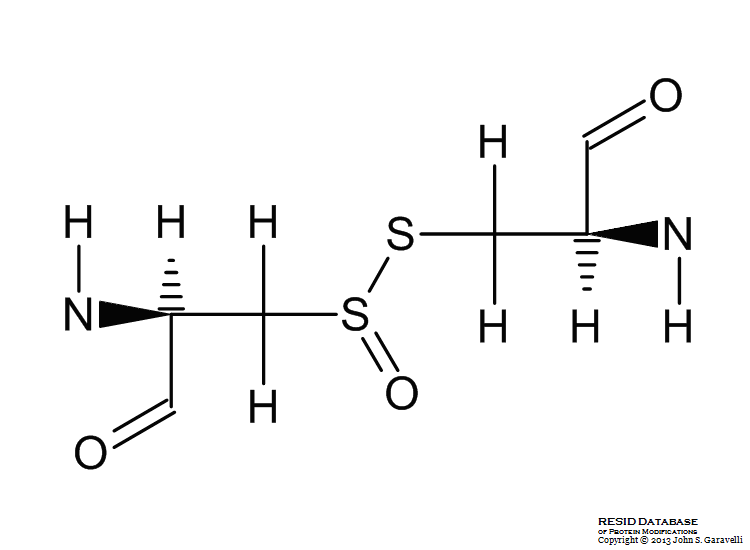 O
H
H H H
S N
N S
H H H
O
H
O
RESID DATABASE
OF PROTEIN MODIFICATIONS
Copyright © 2013 John S. Garavelli